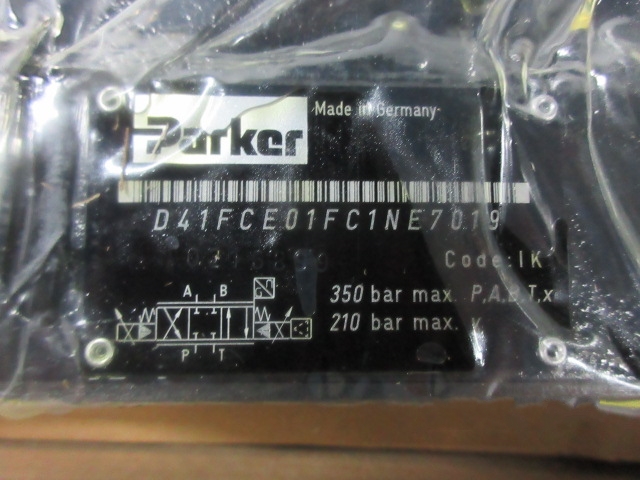 Parker
Made in Germany
D41FCE01FC1NE7019
Code: IK
A B
350 bar max. P,A,B,T,x
210 bar max. y
P T